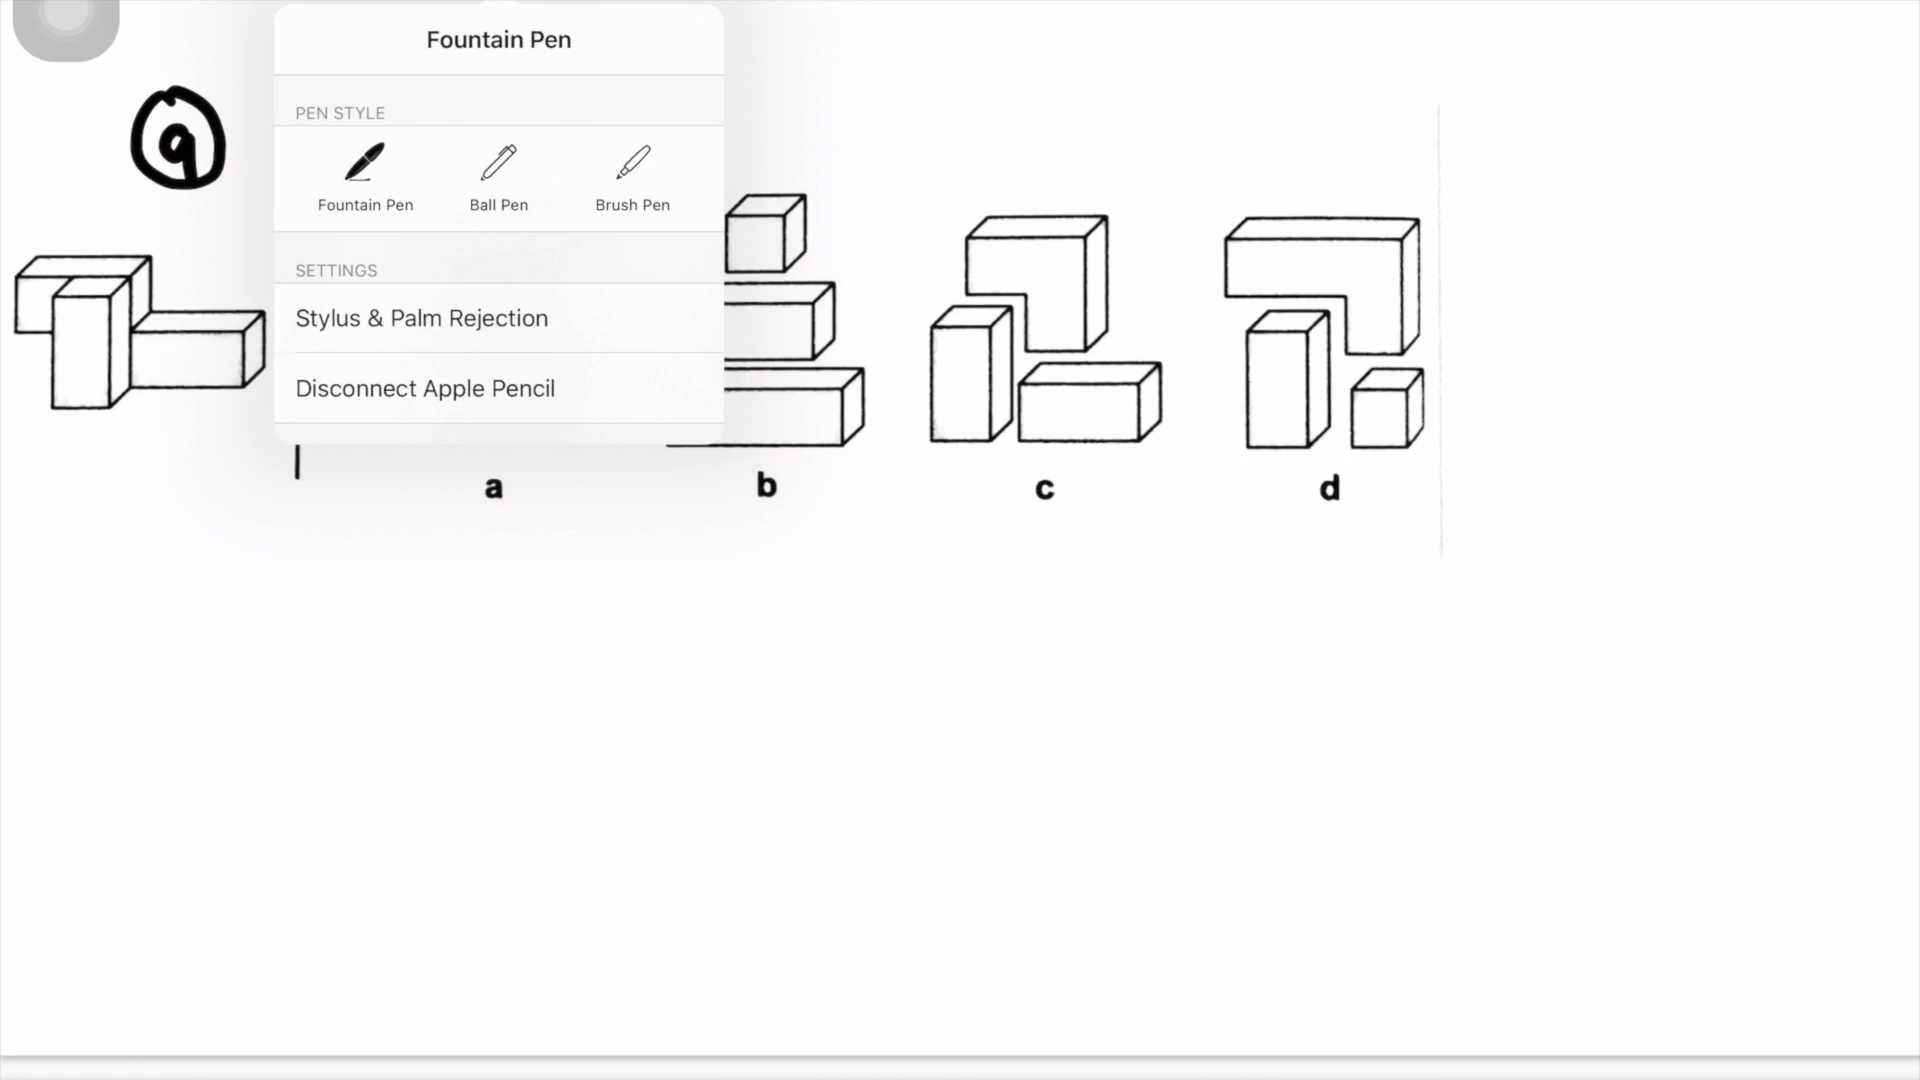 Fountain Pen
PEN STYLE
Fountain Pen
Ball Pen
Brush Pen
SETTINGS
Stylus & Palm Rejection
Disconnect Apple Pencil
9
a
b
c
d